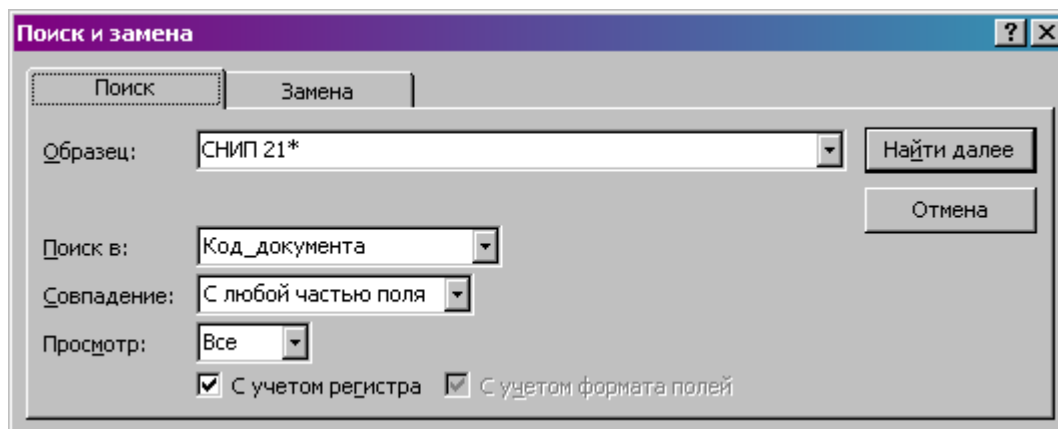 Поиск и замена
Поиск Замена
Образец: СНИП 21* Найти далее
Отмена
Поиск в: Код_документа
Совпадение: С любой частью поля
Просмотр: Все
С учетом регистра С учетом формата полей